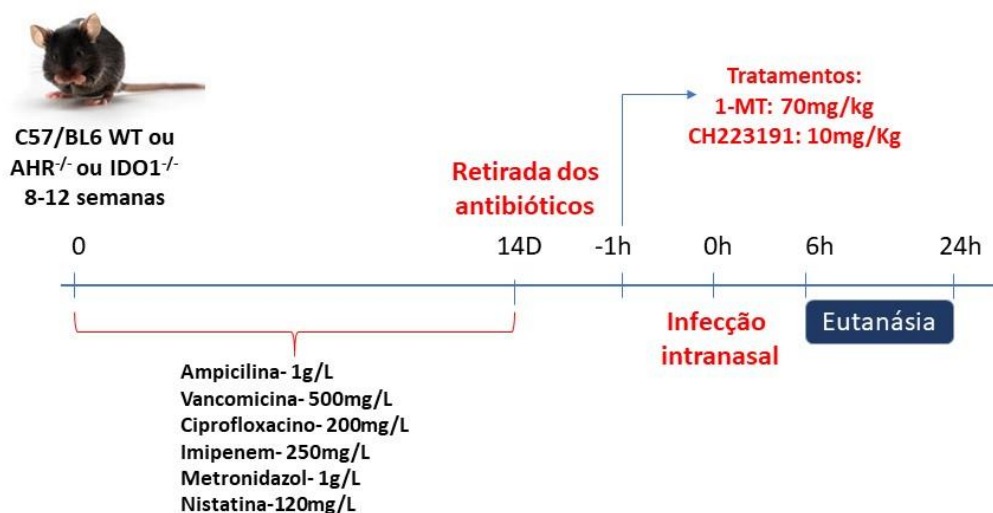 C57/BL6 WT ou
AHR-/- ou IDO1-/-
8-12 semanas
Tratamentos:
1-MT: 70mg/kg
CH223191: 10mg/Kg
Retirada dos
antibióticos
0
14D
-1h
0h
6h
24h
Infecção
intranasal
Eutanásia
Ampicilina- 1g/L
Vancomicina- 500mg/L
Ciprofloxacino- 200mg/L
Imipenem- 250mg/L
Metronidazol- 1g/L
Nistatina-120mg/L